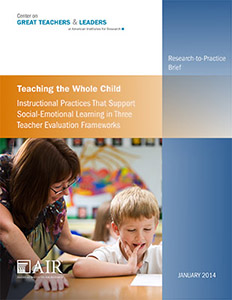 Center on
GREAT TEACHERS & LEADERS
at American Institutes for Research
Research-to-Practice
Brief
Teaching the Whole Child
Instructional Practices That Support
Social-Emotional Learning in Three
Teacher Evaluation Frameworks
AIR
JANUARY 2014